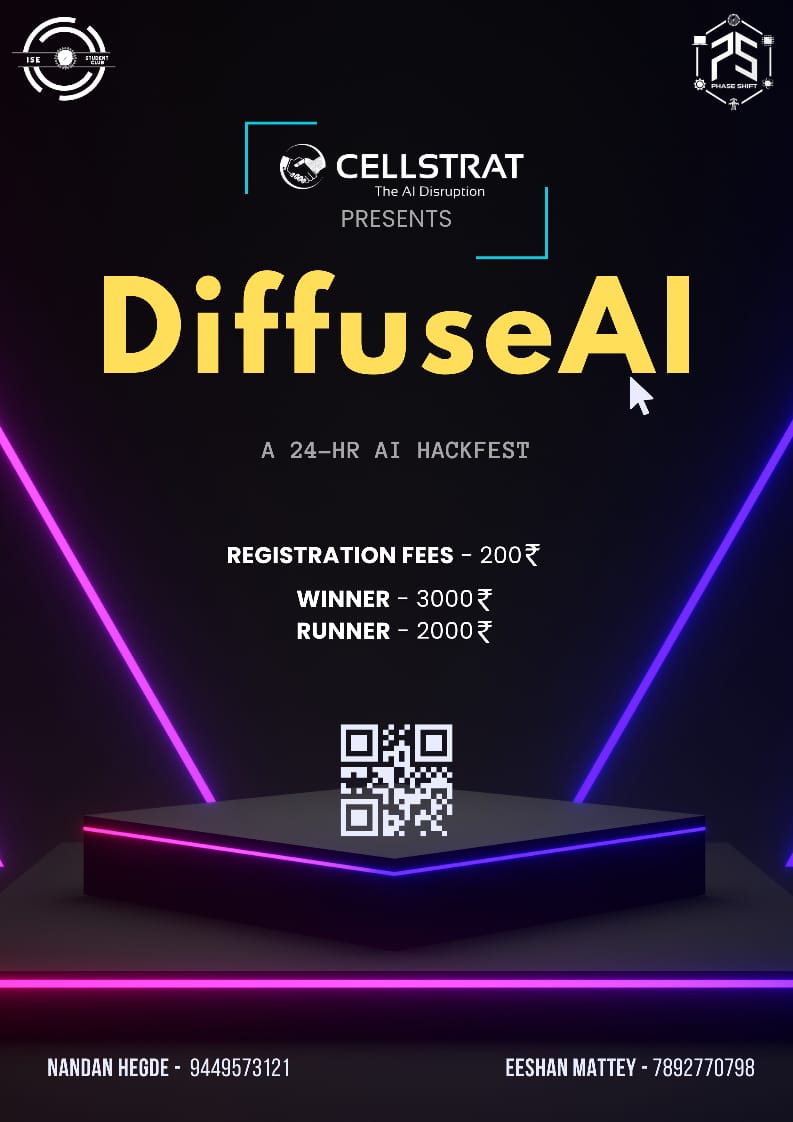 ISE
STUDENT
CLUB
PS
PHASE SHIFT
CELLSTRAT
The AI Disruption
PRESENTS
DiffuseAI
A 24-HR AI HACKFEST
REGISTRATION FEES - 200₹
WINNER - 3000₹
RUNNER - 2000₹
NANDAN HEGDE - 9449573121
EESHAN MATTEY - 7892770798